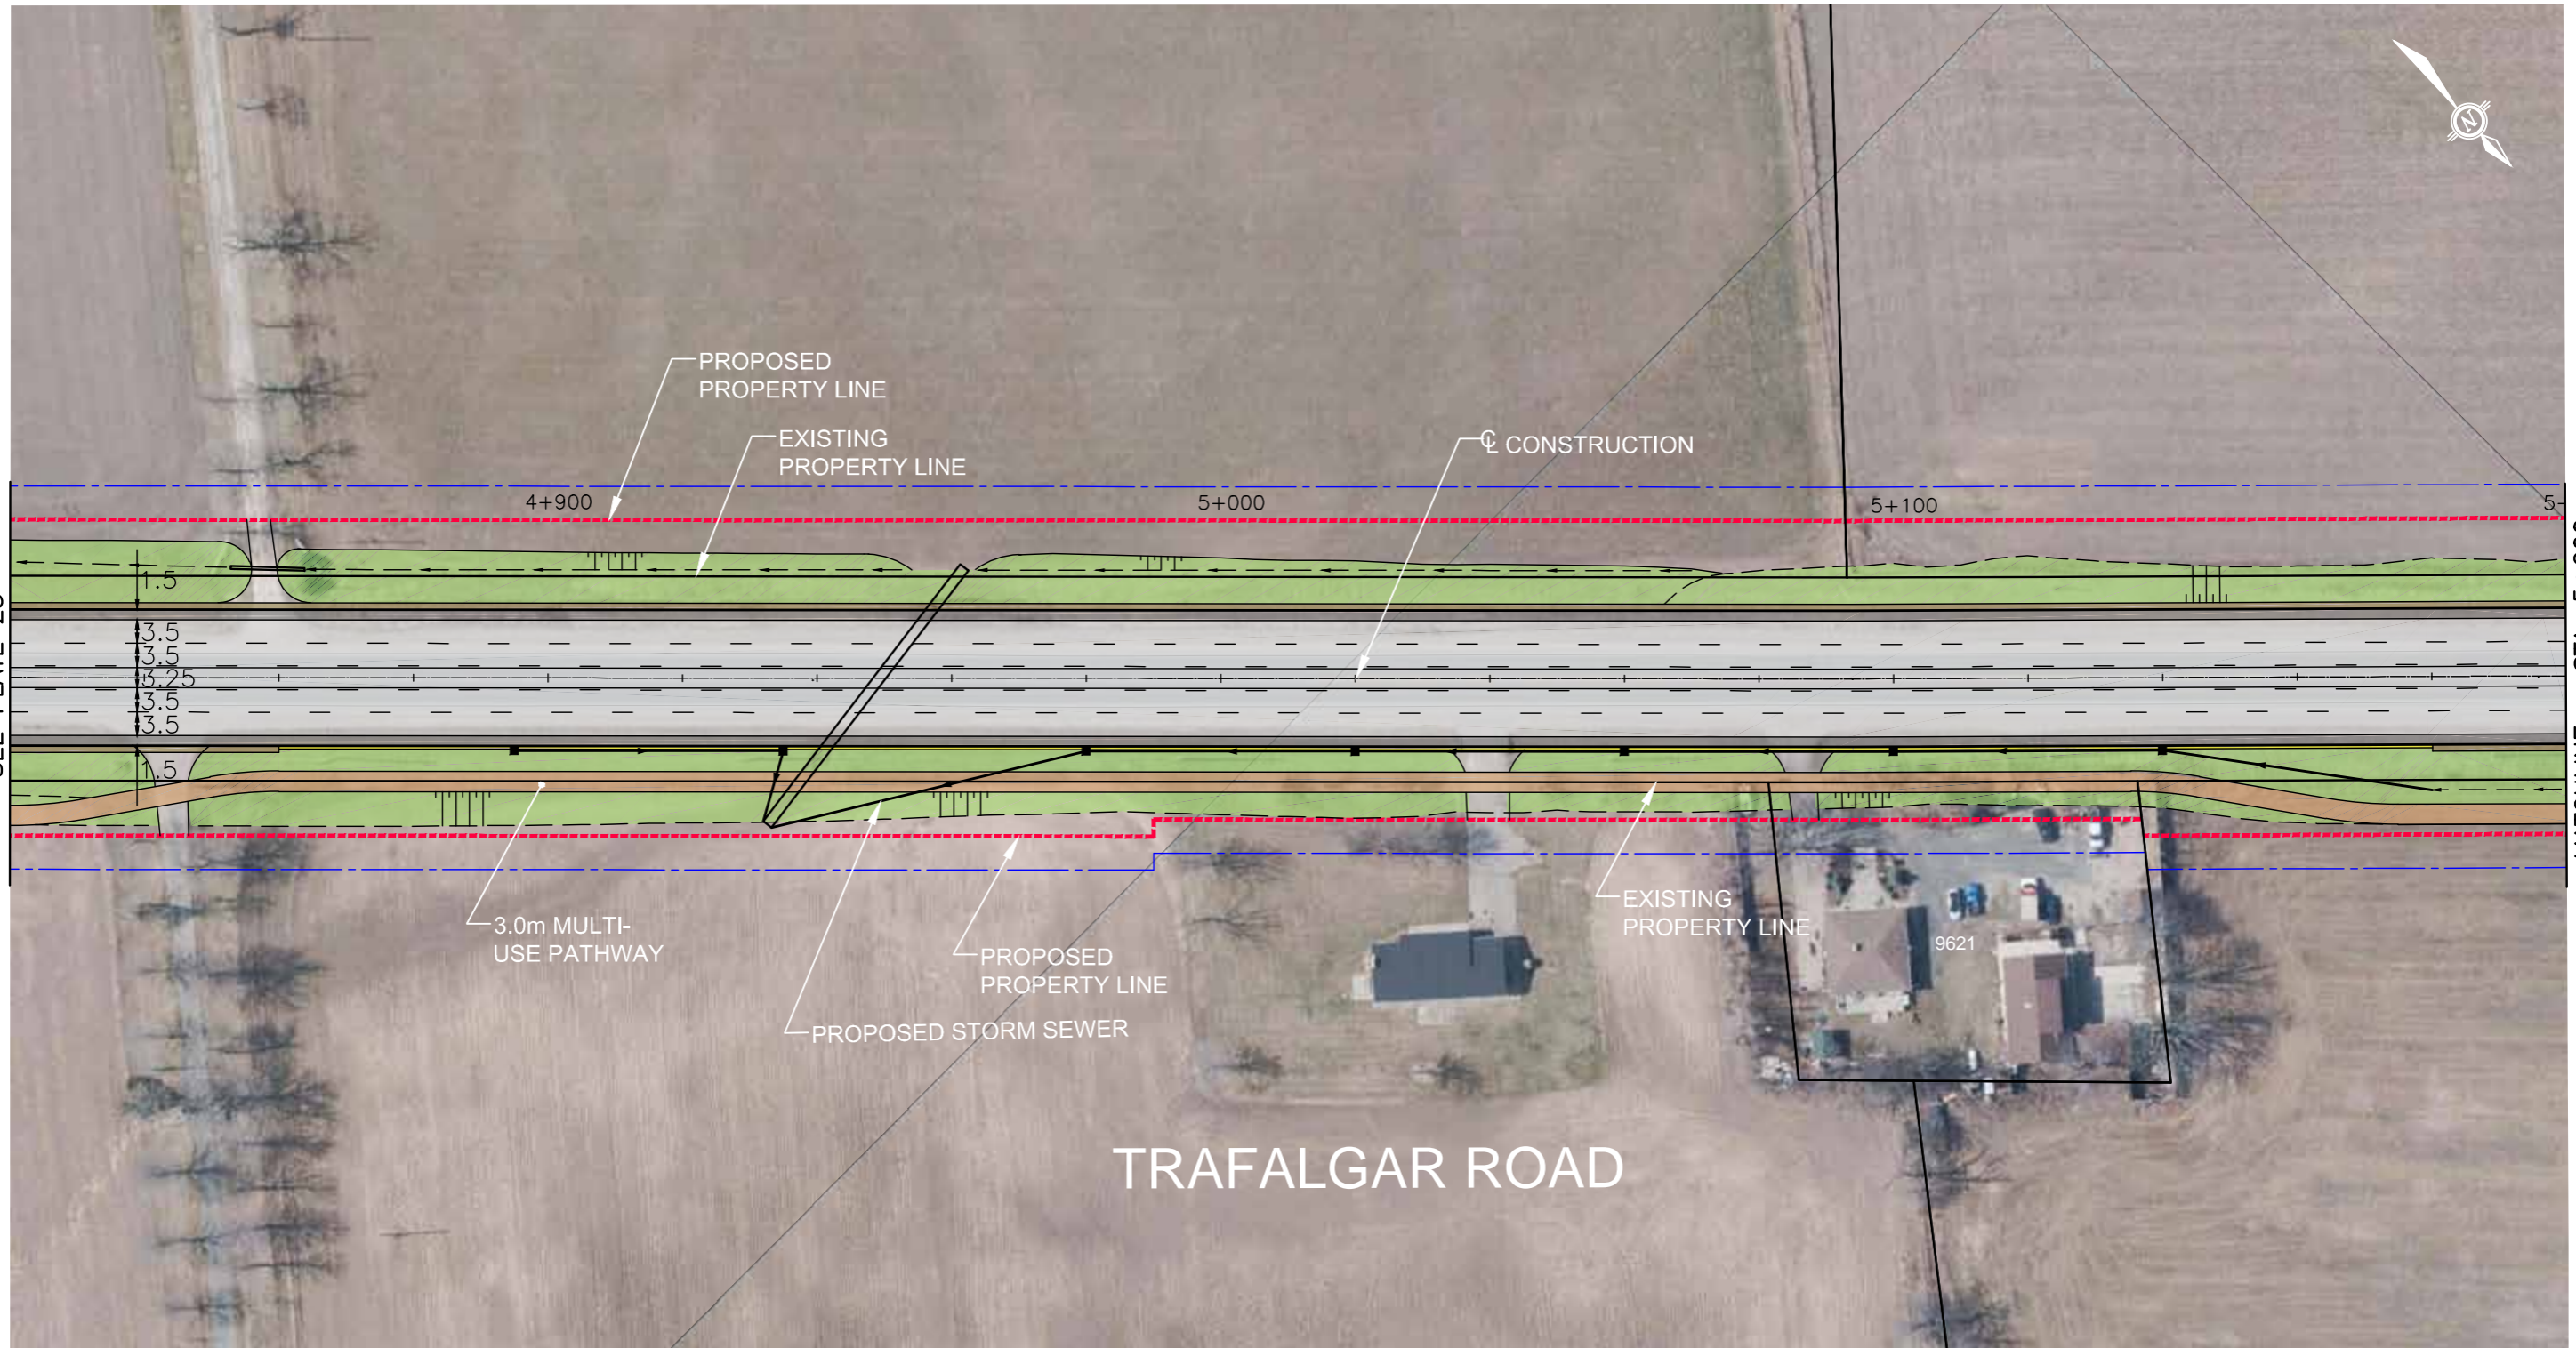 N
PROPOSED
PROPERTY LINE
EXISTING
PROPERTY LINE
℄ CONSTRUCTION
4+900
5+000
5+100
1.5
3.5
3.5
3.25
3.5
3.5
1.5
3.0m MULTI-
USE PATHWAY
PROPOSED
PROPERTY LINE
PROPOSED STORM SEWER
EXISTING
PROPERTY LINE
9621
TRAFALGAR ROAD